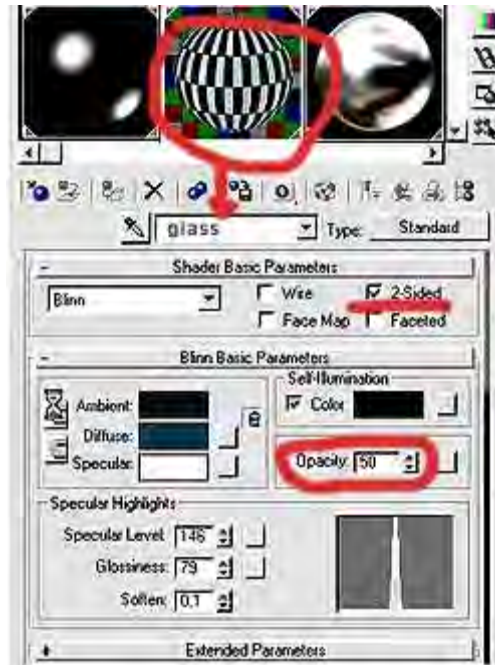 glass Type: Standard
Shader Basic Parameters
Blinn Wire 2-Sided
Face Map Faceted
Blinn Basic Parameters
Self-Illumination
Ambient: Color
Diffuse:
Specular: Opacity: 50
Specular Highlights
Specular Level: 146
Glossiness: 79
Soften: 0,1
Extended Parameters